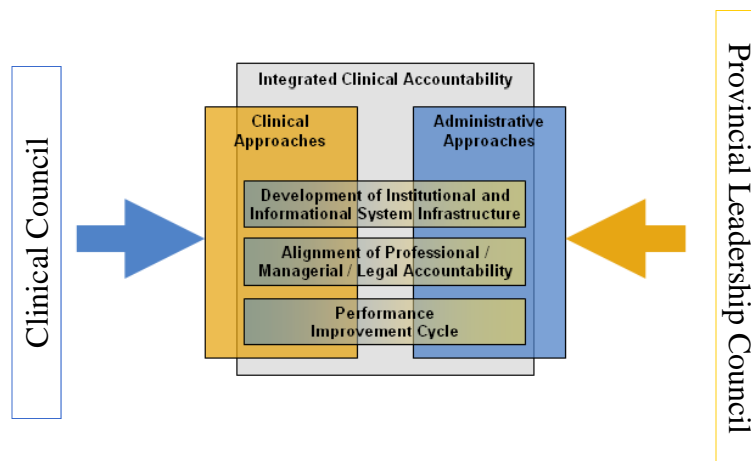 Clinical Council
Integrated Clinical Accountability
Clinical
Approaches
Administrative
Approaches
Development of Institutional and
Informational System Infrastructure
Alignment of Professional /
Managerial / Legal Accountability
Performance
Improvement Cycle
Provincial Leadership Council